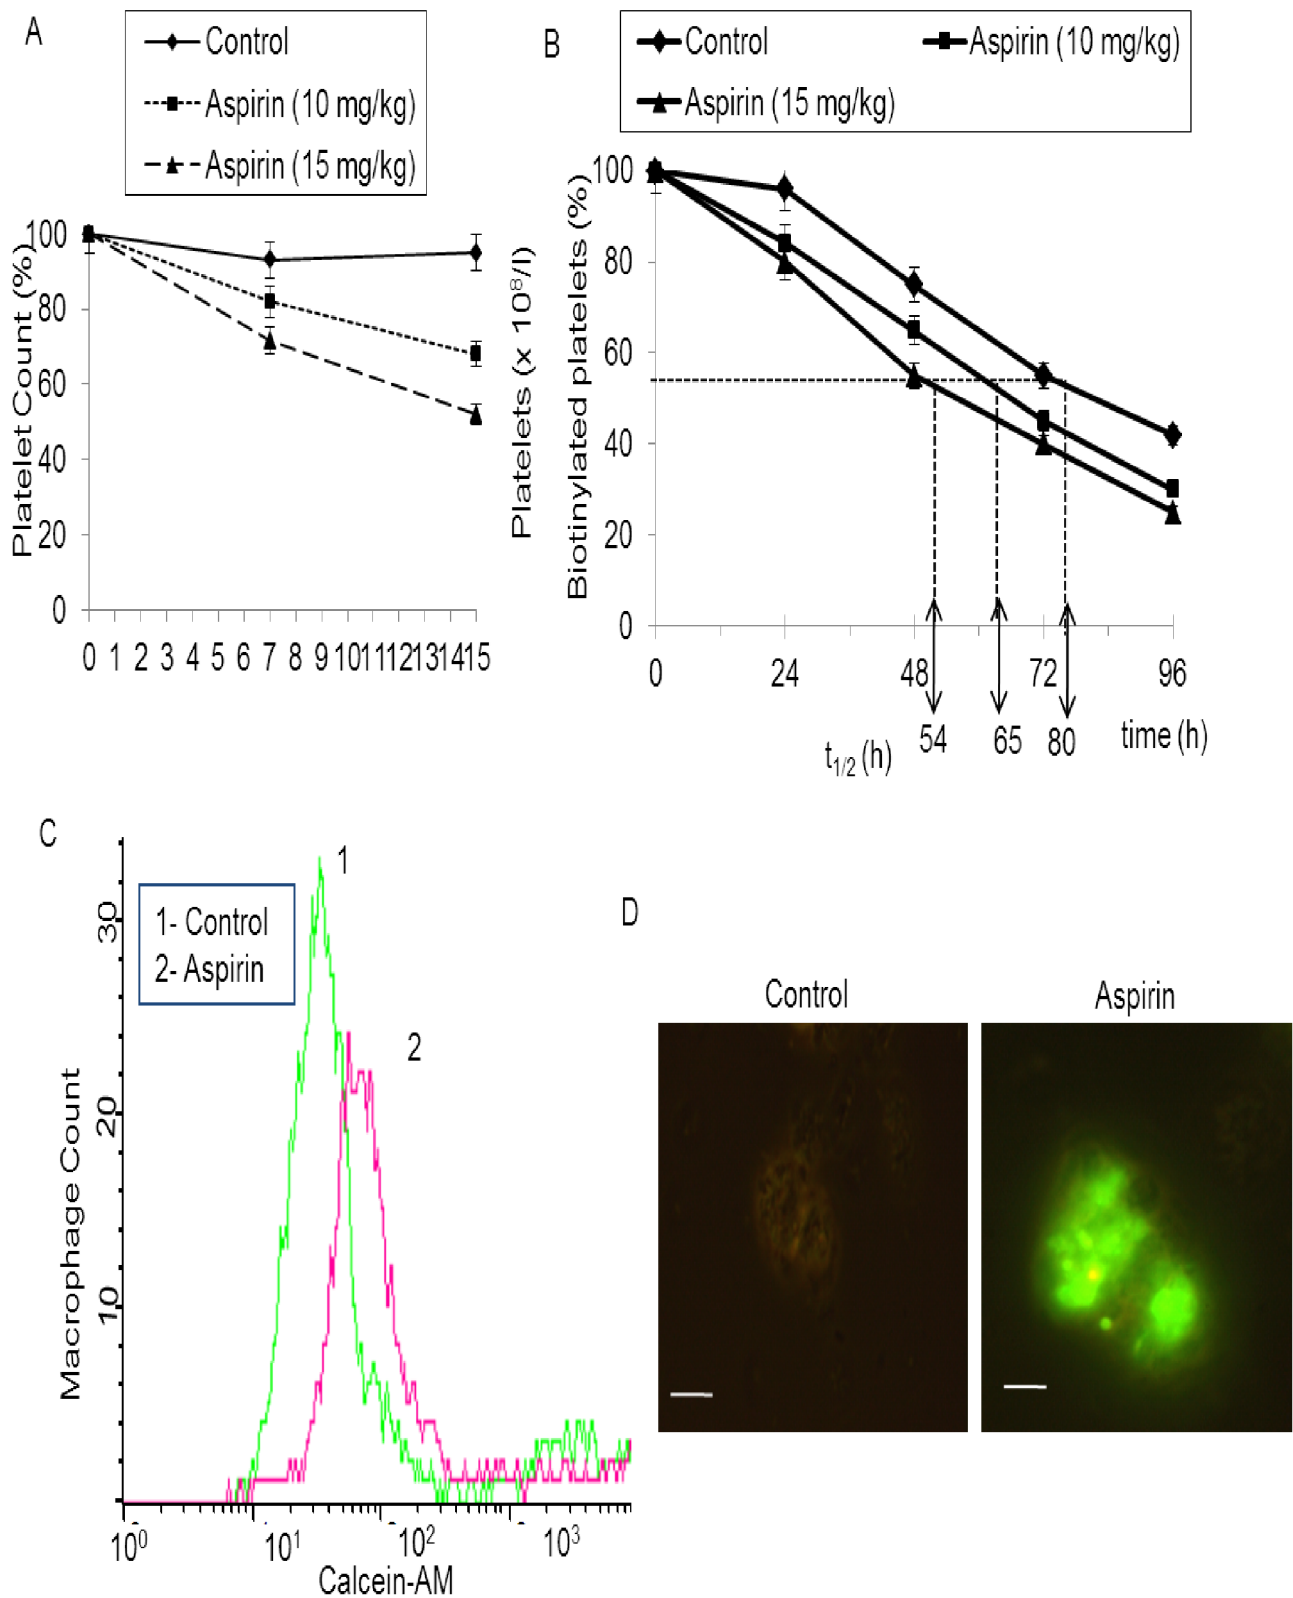 A
Control
Aspirin (10 mg/kg)
Aspirin (15 mg/kg)
100
80
60
40
20
0
Platelet Count (%)
0 1 2 3 4 5 6 7 8 9 10 11 12 13 14 15
B
Control
Aspirin (10 mg/kg)
Aspirin (15 mg/kg)
Platelets (x 10⁸/l)
Biotinylated platelets (%)
100
80
60
40
20
0
0 24 48 72 96
t1/2 (h) 54 65 80 time (h)
C
1- Control
2- Aspirin
1
2
Macrophage Count
30
20
10
10⁰ 10¹ 10² 10³
Calcein-AM
D
Control
Aspirin